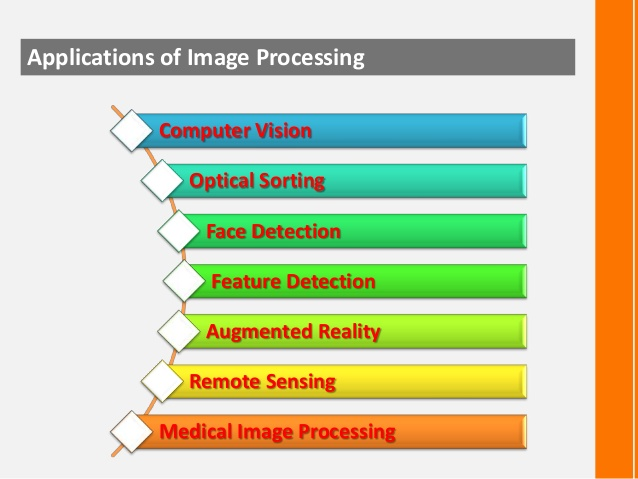 Applications of Image Processing
Computer Vision
Optical Sorting
Face Detection
Feature Detection
Augmented Reality
Remote Sensing
Medical Image Processing